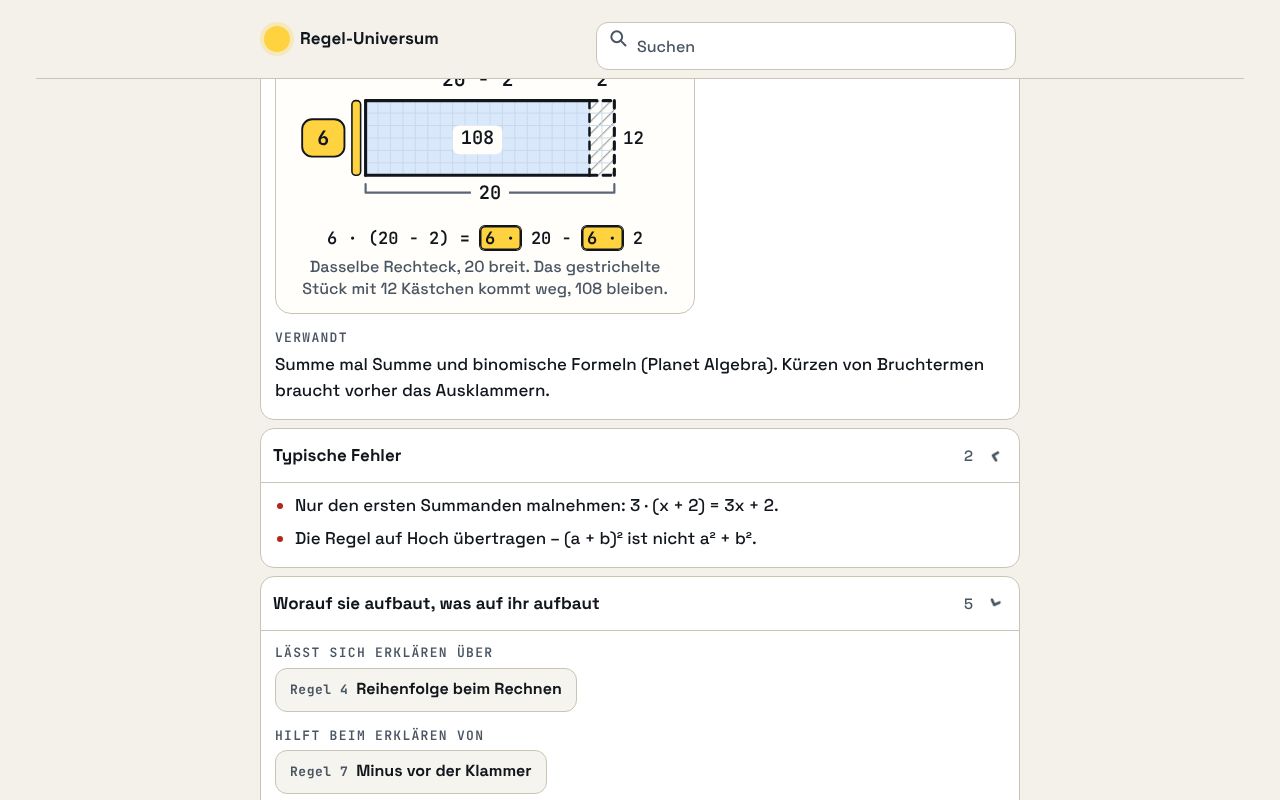 Regel-Universum
Suchen
20 - 2 2
6
108
12
20
6 · (20 - 2) = 6 · 20 - 6 · 2
Dasselbe Rechteck, 20 breit. Das gestrichelte
Stück mit 12 Kästchen kommt weg, 108 bleiben.
VERWANDT
Summe mal Summe und binomische Formeln (Planet Algebra). Kürzen von Bruchtermen
braucht vorher das Ausklammern.
Typische Fehler 2
Nur den ersten Summanden malnehmen: 3 · (x + 2) = 3x + 2.
Die Regel auf Hoch übertragen – (a + b)² ist nicht a² + b².
Worauf sie aufbaut, was auf ihr aufbaut 5
LÄSST SICH ERKLÄREN ÜBER
Regel 4 Reihenfolge beim Rechnen
HILFT BEIM ERKLÄREN VON
Regel 7 Minus vor der Klammer